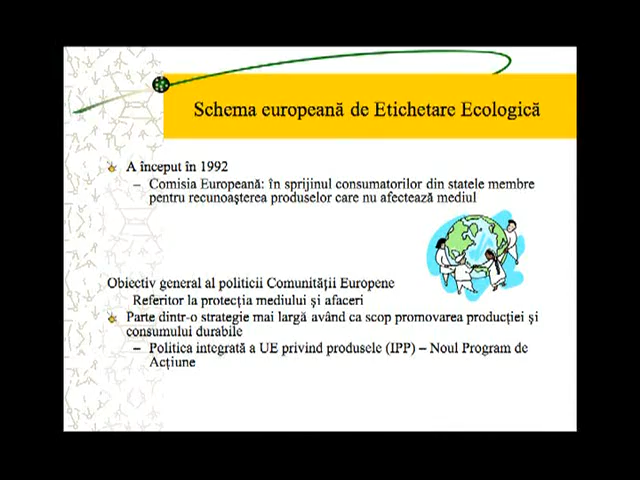 Schema europeană de Etichetare Ecologică
A început în 1992
– Comisia Europeană: în sprijinul consumatorilor din statele membre
pentru recunoaşterea produselor care nu afectează mediul
Obiectiv general al politicii Comunităţii Europene
Referitor la protecţia mediului şi afaceri
Parte dintr-o strategie mai largă având ca scop promovarea producţiei şi
consumului durabile
– Politica integrată a UE privind produsele (IPP) – Noul Program de
Acţiune